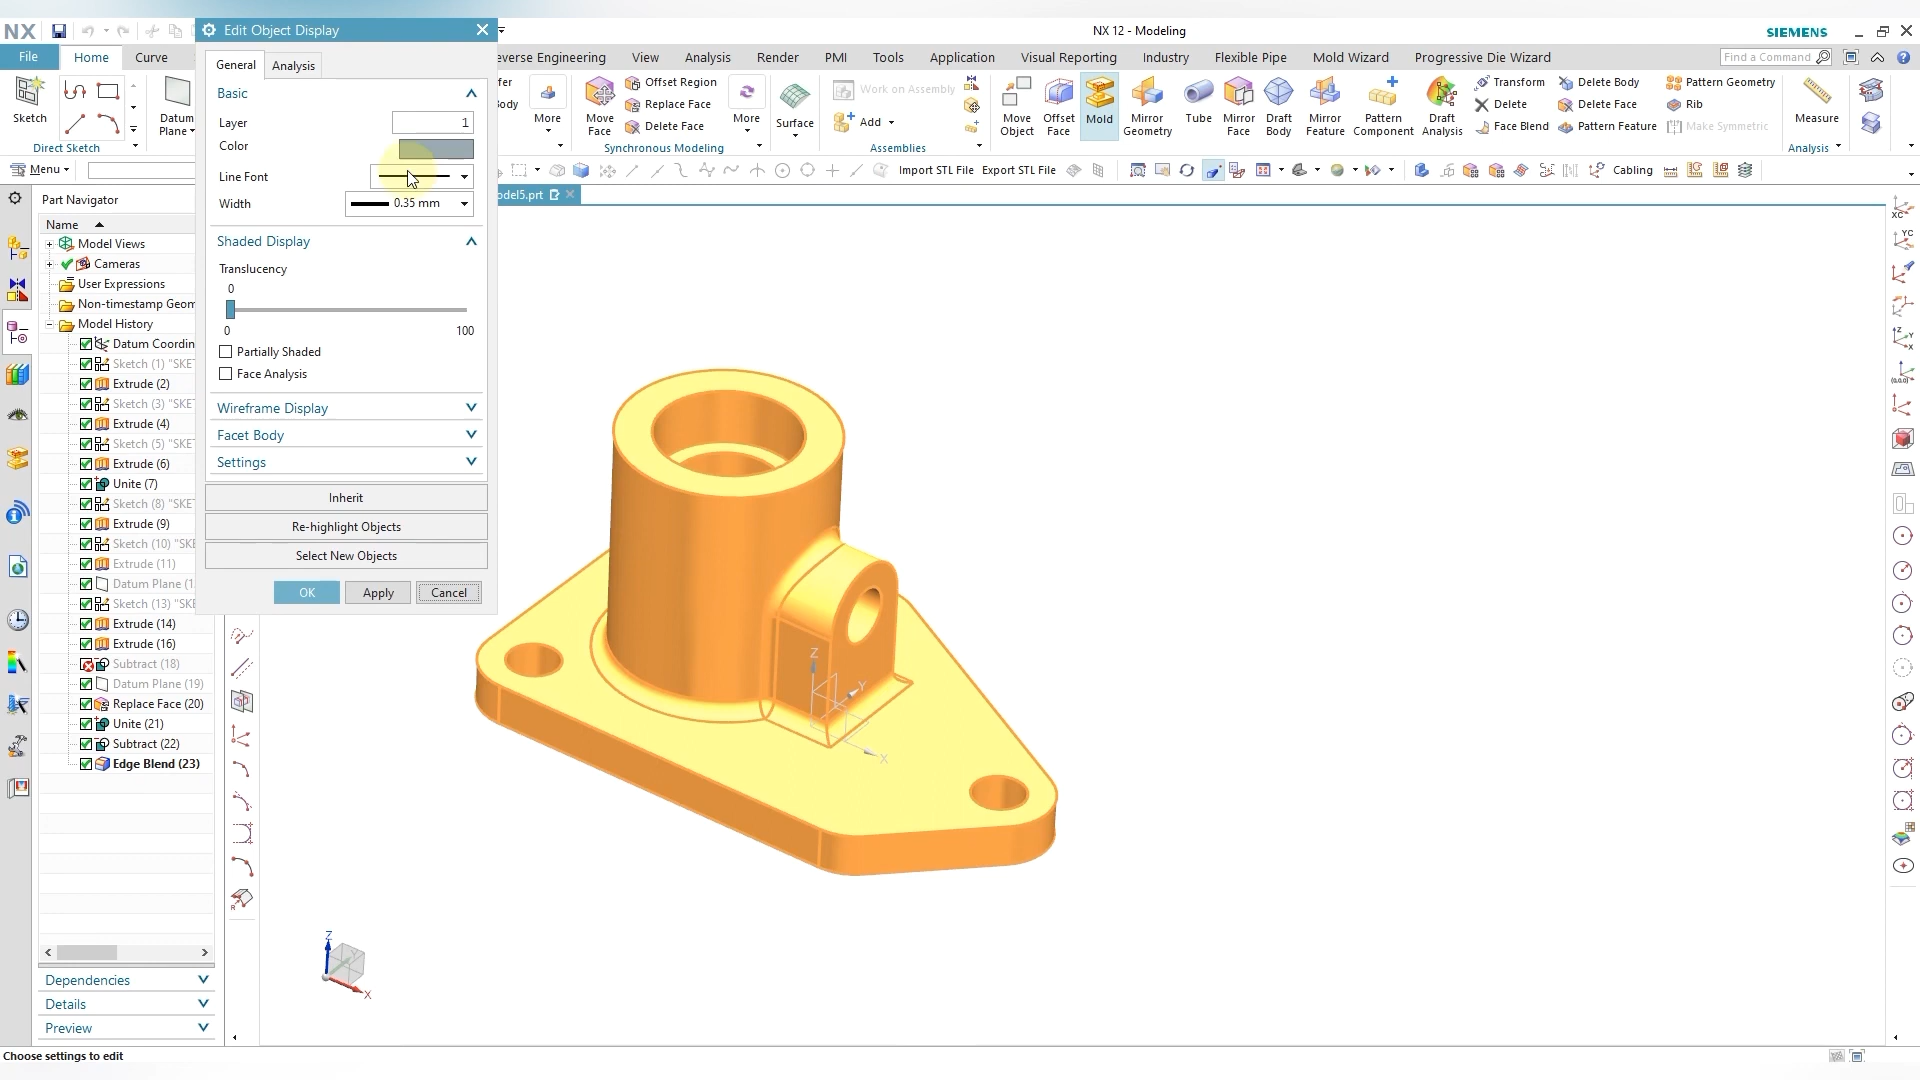 NX
NX 12 - Modeling
SIEMENS
Edit Object Display
File
Home
Curve
everse Engineering
View
Analysis
Render
PMI
Tools
Application
Visual Reporting
Industry
Flexible Pipe
Mold Wizard
Progressive Die Wizard
Find a Command
Sketch
Datum
Plane
Direct Sketch
fer
ody
More
Move
Face
Offset Region
Replace Face
Delete Face
More
Synchronous Modeling
Surface
Work on Assembly
Add
Assemblies
Move
Object
Offset
Face
Mold
Mirror
Geometry
Tube
Mirror
Face
Draft
Body
Mirror
Feature
Pattern
Component
Draft
Analysis
Transform
Delete
Face Blend
Delete Body
Delete Face
Pattern Feature
Pattern Geometry
Rib
Make Symmetric
Measure
Analysis
Menu
Import STL File
Export STL File
Cabling
odel5.prt
General
Analysis
Basic
Layer
1
Color
Line Font
Width
0.35 mm
Shaded Display
Translucency
0
0
100
Partially Shaded
Face Analysis
Wireframe Display
Facet Body
Settings
Inherit
Re-highlight Objects
Select New Objects
OK
Apply
Cancel
Part Navigator
Name
Model Views
Cameras
User Expressions
Non-timestamp Geom
Model History
Datum Coordin
Sketch (1) "SKET
Extrude (2)
Sketch (3) "SKET
Extrude (4)
Sketch (5) "SKET
Extrude (6)
Unite (7)
Sketch (8) "SKET
Extrude (9)
Sketch (10) "SKE
Extrude (11)
Datum Plane (1
Sketch (13) "SKE
Extrude (14)
Extrude (16)
Subtract (18)
Datum Plane (19)
Replace Face (20)
Unite (21)
Subtract (22)
Edge Blend (23)
Dependencies
Details
Preview
Z
Y
X
Z
X
XC
YC
Choose settings to edit